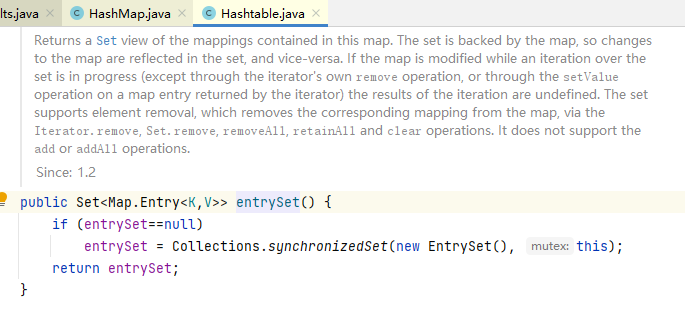 lts.java × HashMap.java × Hashtable.java ×
Returns a Set view of the mappings contained in this map. The set is backed by the map, so changes
to the map are reflected in the set, and vice-versa. If the map is modified while an iteration over the
set is in progress (except through the iterator's own remove operation, or through the setValue
operation on a map entry returned by the iterator) the results of the iteration are undefined. The set
supports element removal, which removes the corresponding mapping from the map, via the
Iterator.remove, Set.remove, removeAll, retainAll and clear operations. It does not support the
add or addAll operations.
Since: 1.2
public Set<Map.Entry<K,V>> entrySet() {
if (entrySet==null)
entrySet = Collections.synchronizedSet(new EntrySet(), mutex: this);
return entrySet;
}